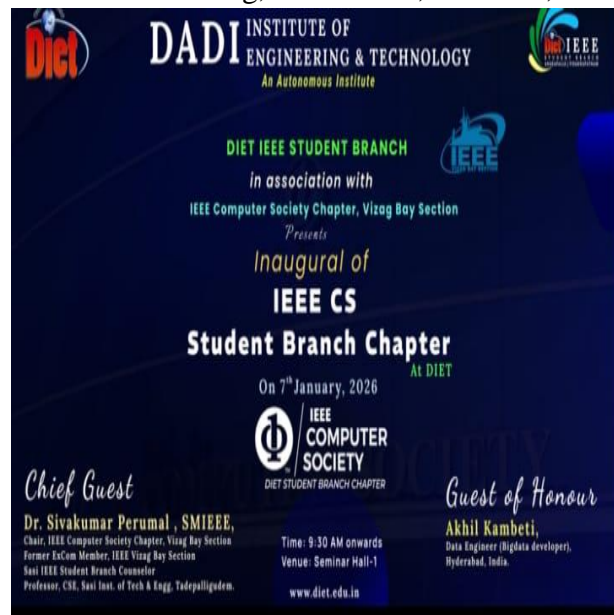 Diet
DADI INSTITUTE OF
ENGINEERING & TECHNOLOGY
An Autonomous Institute
Diet IEEE
STUDENT BRANCH
DIET IEEE STUDENT BRANCH
IEEE
in association with
IEEE Computer Society Chapter, Vizag Bay Section
Presents
Inaugural of
IEEE CS
Student Branch Chapter
At DIET
On 7th January, 2026
IEEE
COMPUTER
SOCIETY
DIET STUDENT BRANCH CHAPTER
Chief Guest
Dr. Sivakumar Perumal , SMIEEE,
Chair, IEEE Computer Society Chapter, Vizag Bay Section
Former ExCom Member, IEEE Vizag Bay Section
Sasi IEEE Student Branch Counselor
Professor, CSE, Sasi Inst. of Tech & Engg, Tadepalligudem.
Time: 9:30 AM onwards
Venue: Seminar Hall-1
www.diet.edu.in
Guest of Honour
Akhil Kambeti,
Data Engineer (Bigdata developer),
Hyderabad, India.